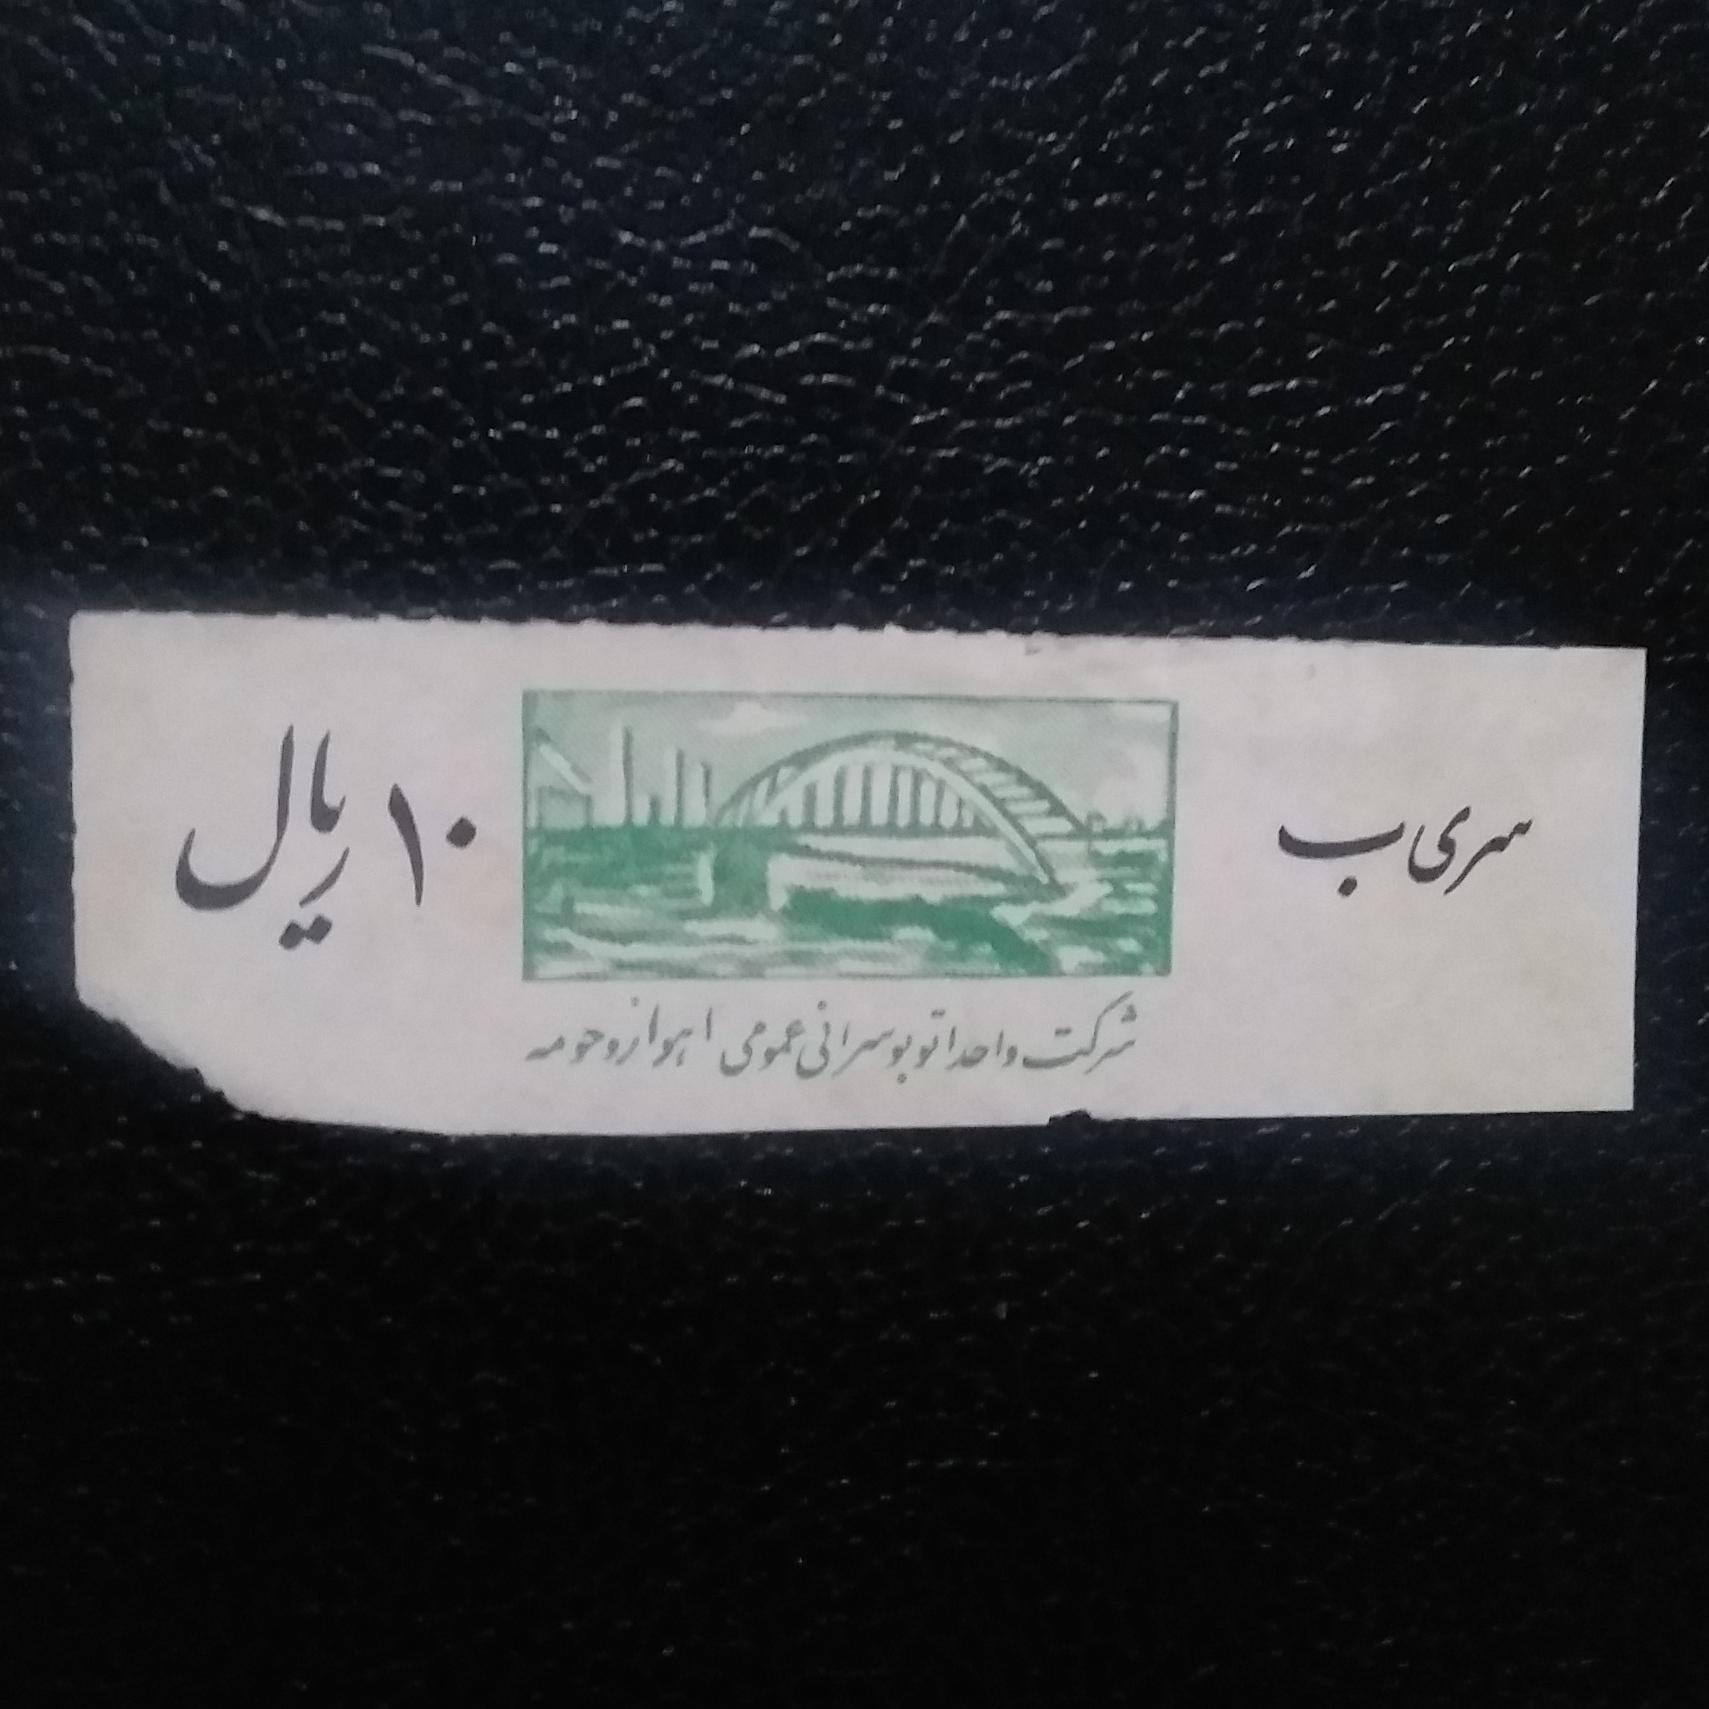 سری ب
۱۰ ریال
شرکت واحد اتوبوسرانی عمومی اهواز و حومه